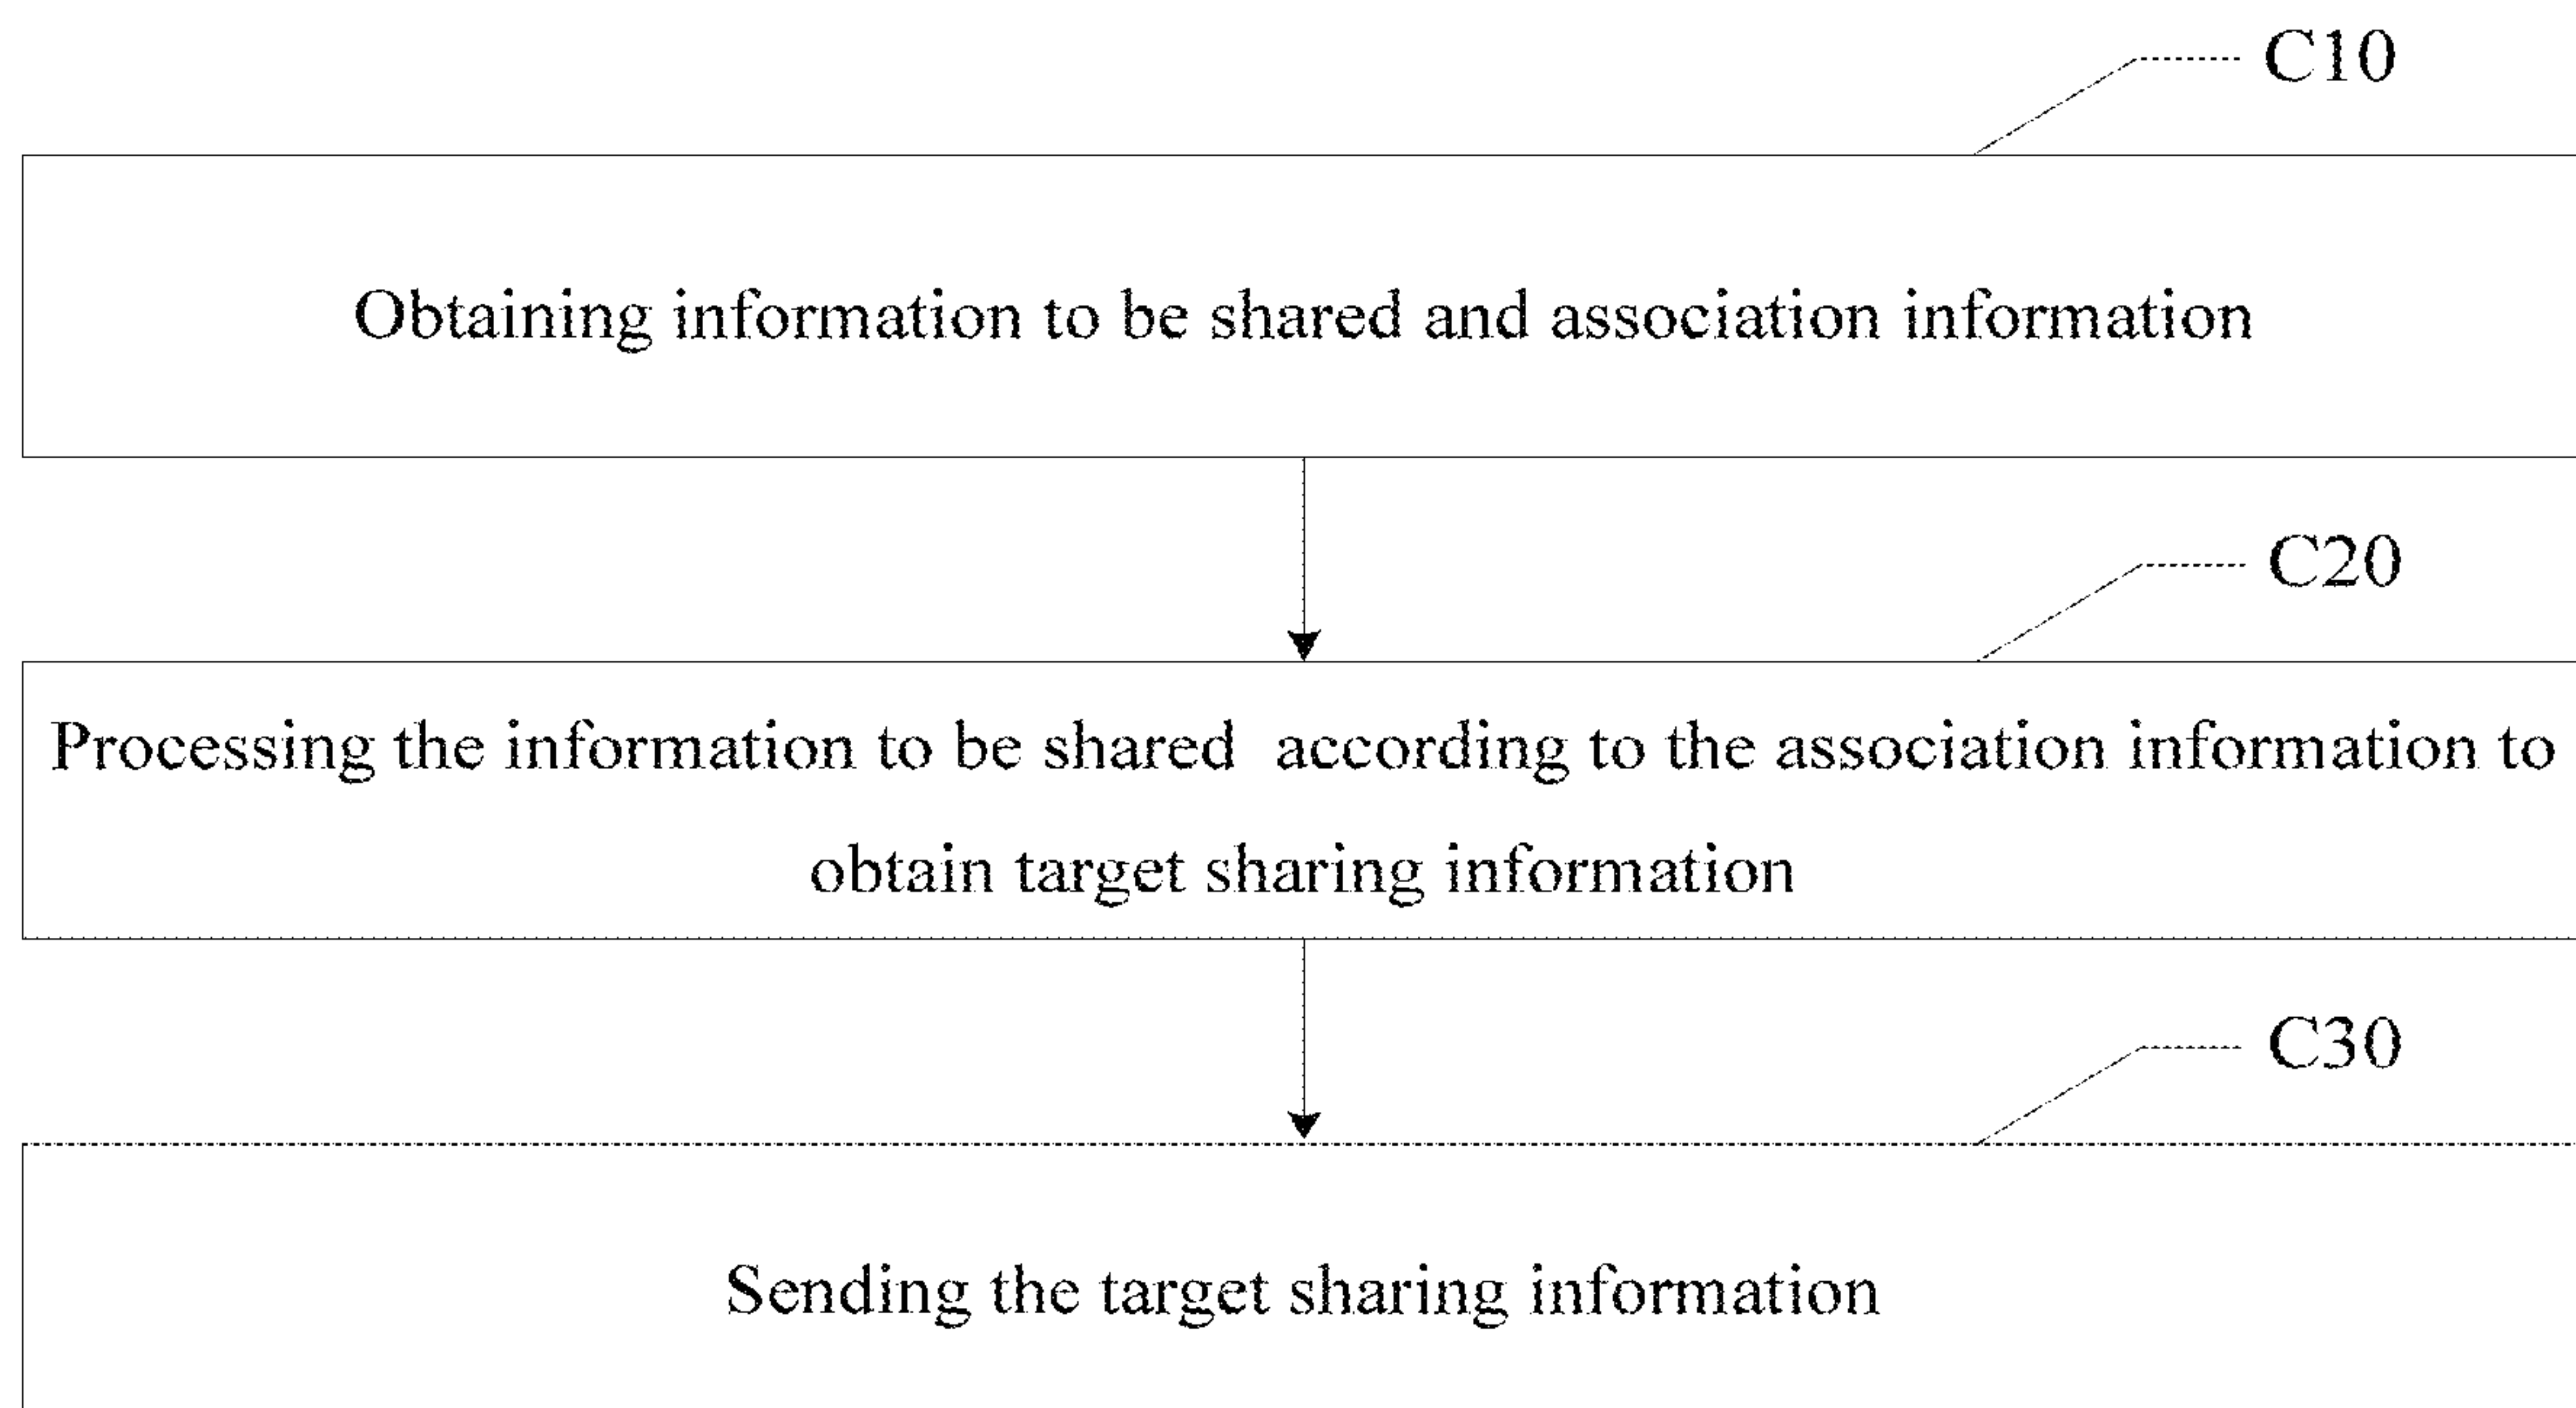 C10
Obtaining information to be shared and association information
C20
Processing the information to be shared according to the association information to
obtain target sharing information
C30
Sending the target sharing information